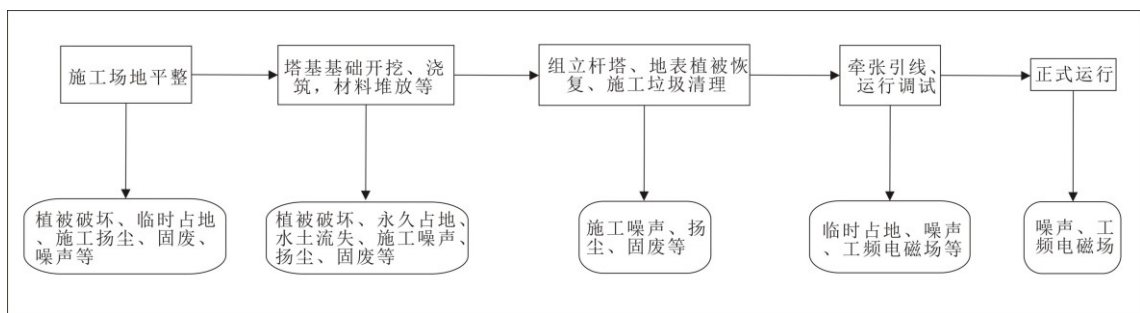 施工场地平整
塔基基础开挖、浇
筑，材料堆放等
组立杆塔、地表植被恢
复、施工垃圾清理
牵张引线、
运行调试
正式运行
植被破坏、临时占地
、施工扬尘、固废、
噪声等
植被破坏、永久占地、
水土流失、施工噪声、
扬尘、固废等
施工噪声、扬
尘、固废等
临时占地、噪声
、工频电磁场等
噪声、工
频电磁场